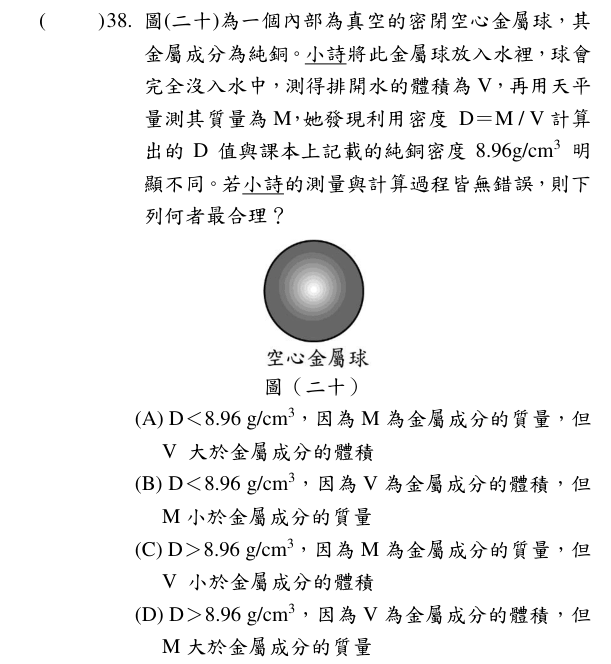 (　　)38. 圖(二十)為一個內部為真空的密閉空心金屬球，其
金屬成分為純銅。小詩將此金屬球放入水裡，球會
完全沒入水中，測得排開水的體積為 V，再用天平
量測其質量為 M，她發現利用密度 D＝M / V 計算
出的 D 值與課本上記載的純銅密度 8.96g/cm³ 明
顯不同。若小詩的測量與計算過程皆無錯誤，則下
列何者最合理？
空心金屬球
圖（二十）
(A) D＜8.96 g/cm³，因為 M 為金屬成分的質量，但
V 大於金屬成分的體積
(B) D＜8.96 g/cm³，因為 V 為金屬成分的體積，但
M 小於金屬成分的質量
(C) D＞8.96 g/cm³，因為 M 為金屬成分的質量，但
V 小於金屬成分的體積
(D) D＞8.96 g/cm³，因為 V 為金屬成分的體積，但
M 大於金屬成分的質量